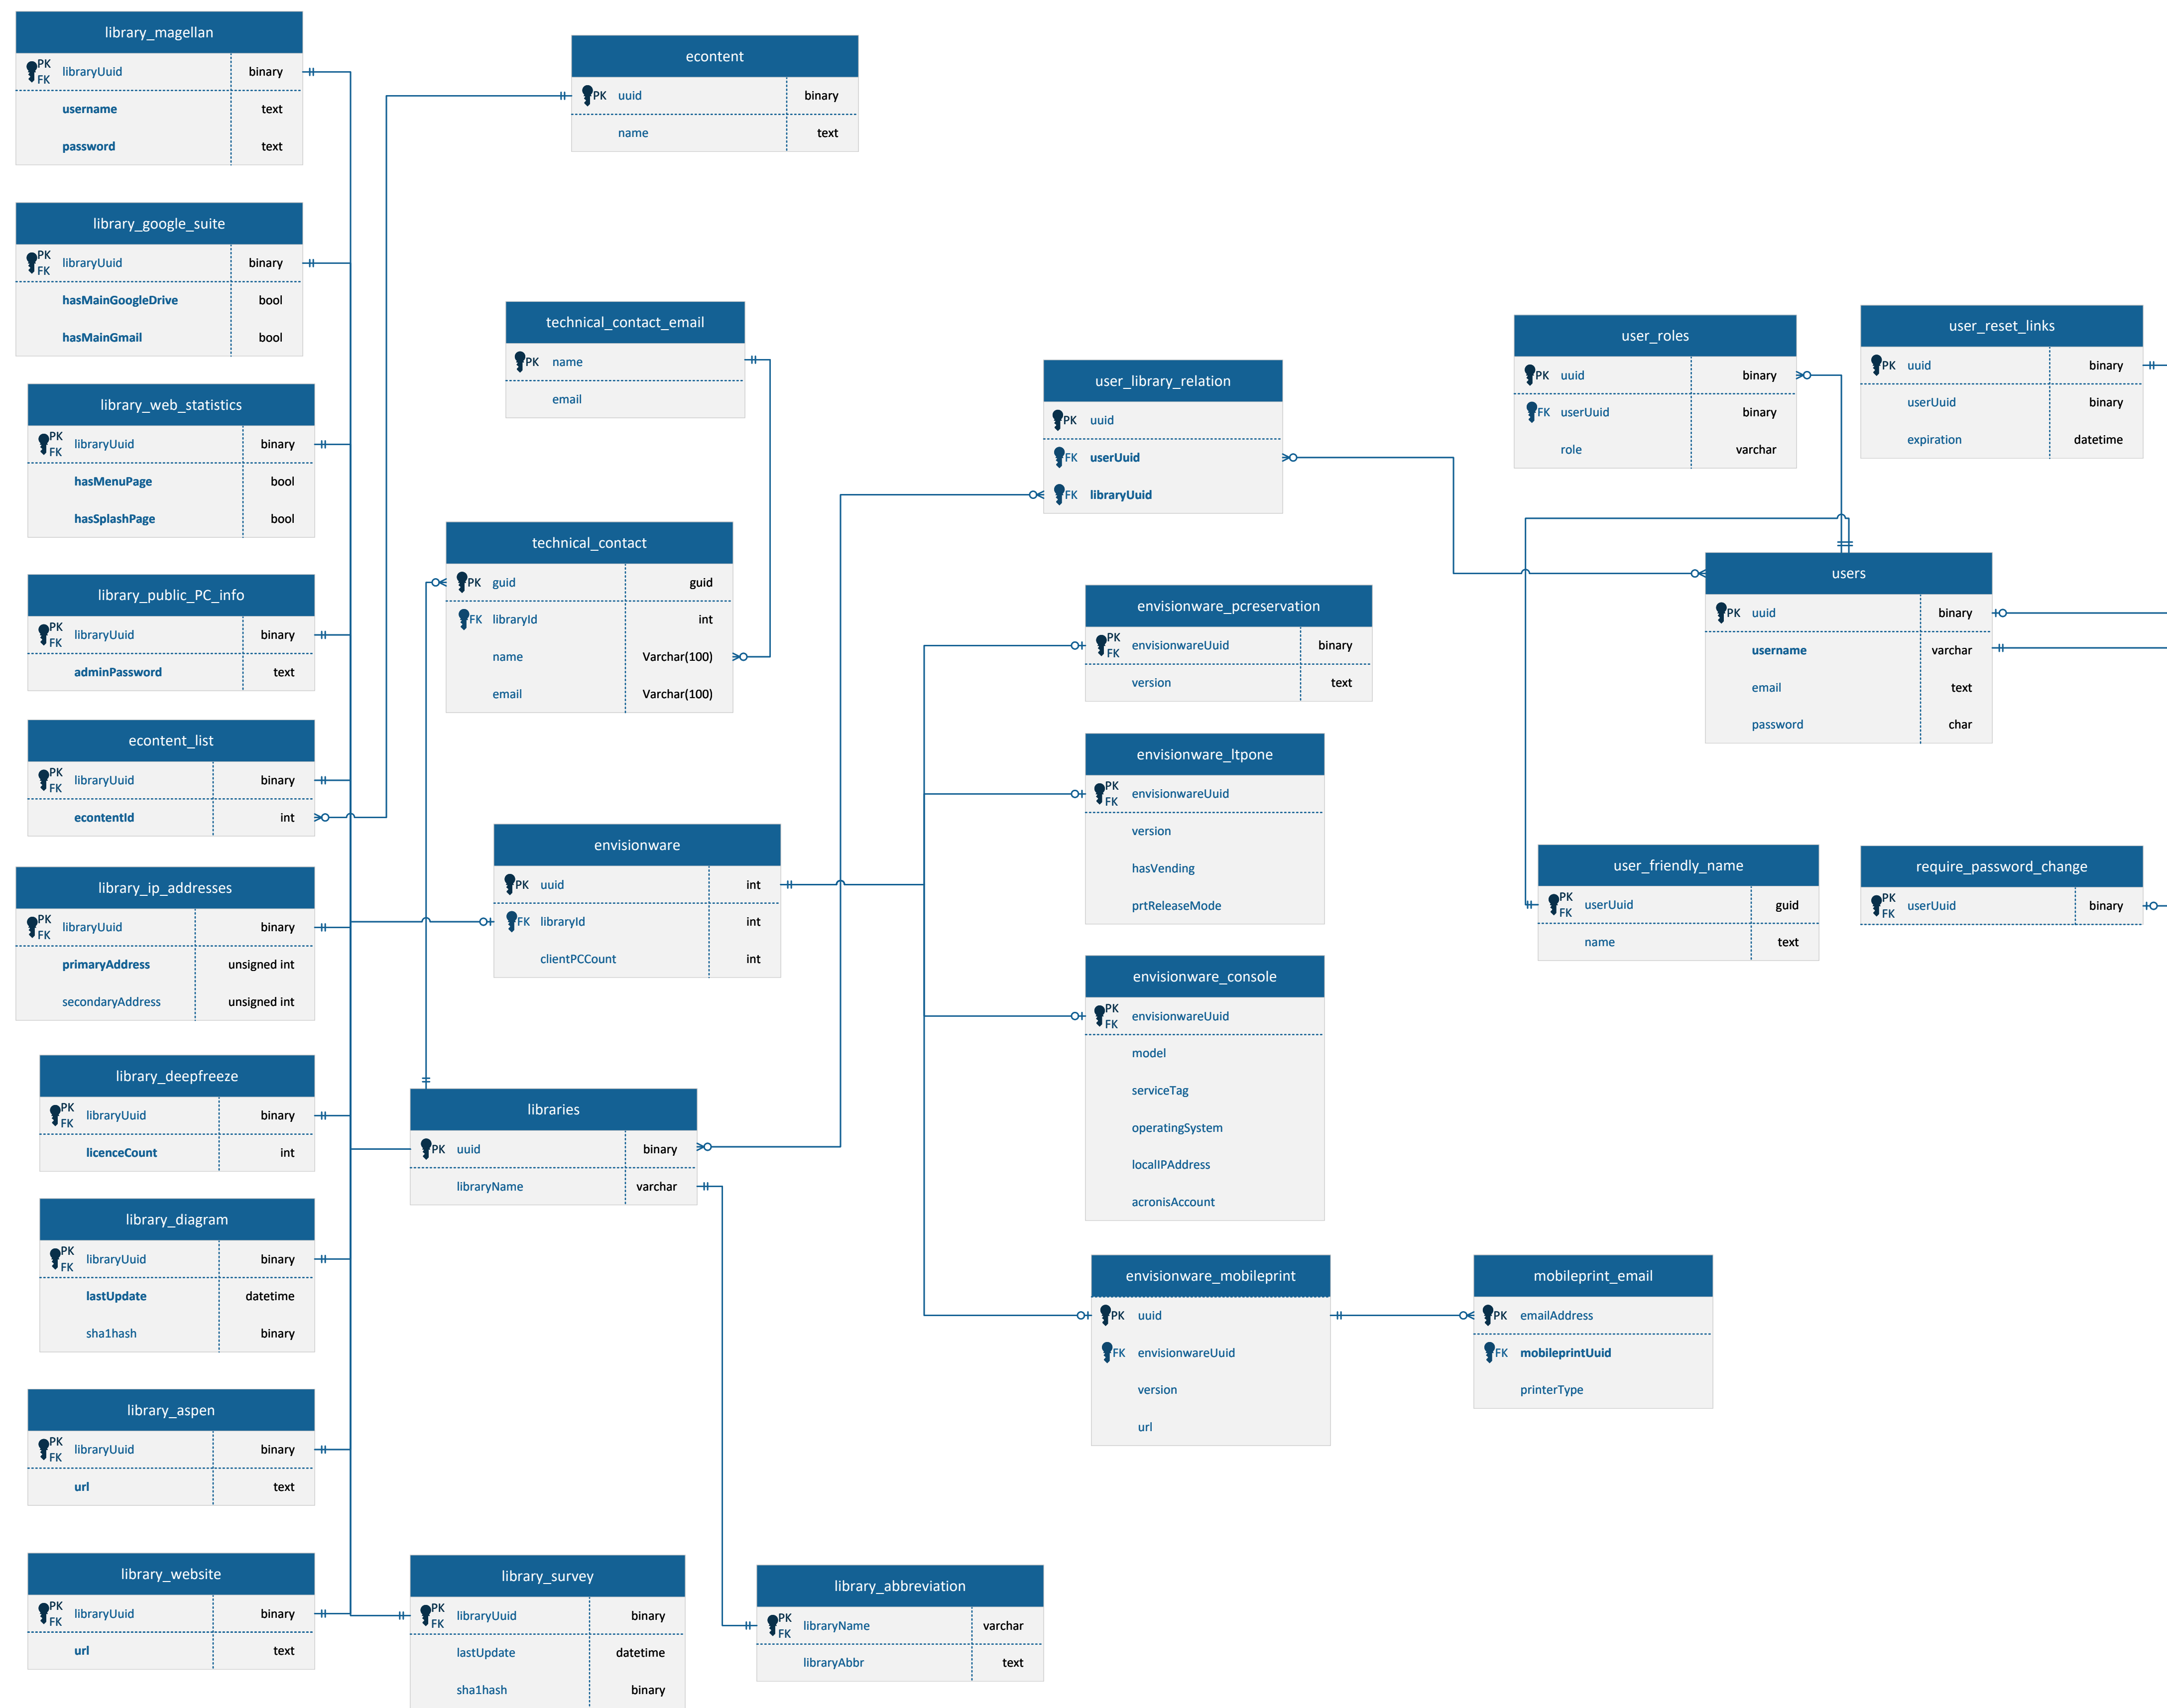 library_magellan
PK
FK
libraryUuid binary
username text
password text
econtent
PK uuid binary
name text
library_google_suite
PK
FK
libraryUuid binary
hasMainGoogleDrive bool
hasMainGmail bool
library_web_statistics
PK
FK
libraryUuid binary
hasMenuPage bool
hasSplashPage bool
library_public_PC_info
PK
FK
libraryUuid binary
adminPassword text
econtent_list
PK
FK
libraryUuid binary
econtentId int
library_ip_addresses
PK
FK
libraryUuid binary
primaryAddress unsigned int
secondaryAddress unsigned int
library_deepfreeze
PK
FK
libraryUuid binary
licenceCount int
library_diagram
PK
FK
libraryUuid binary
lastUpdate datetime
sha1hash binary
library_aspen
PK
FK
libraryUuid binary
url text
library_website
PK
FK
libraryUuid binary
url text
technical_contact_email
PK name
email
technical_contact
PK guid guid
FK libraryId int
name Varchar(100)
email Varchar(100)
envisionware
PK uuid int
FK libraryId int
clientPCCount int
libraries
PK uuid binary
libraryName varchar
library_survey
PK
FK
libraryUuid binary
lastUpdate datetime
sha1hash binary
library_abbreviation
PK
FK
libraryName varchar
libraryAbbr text
user_library_relation
PK uuid
FK userUuid
FK libraryUuid
envisionware_pcreservation
PK
FK
envisionwareUuid binary
version text
envisionware_ltpone
PK
FK
envisionwareUuid
version
hasVending
prtReleaseMode
envisionware_console
PK
FK
envisionwareUuid
model
serviceTag
operatingSystem
localIPAddress
acronisAccount
envisionware_mobileprint
PK uuid
FK envisionwareUuid
version
url
mobileprint_email
PK emailAddress
FK mobileprintUuid
printerType
user_roles
PK uuid binary
FK userUuid binary
role varchar
user_reset_links
PK uuid binary
userUuid binary
expiration datetime
users
PK uuid binary
username varchar
email text
password char
user_friendly_name
PK
FK
userUuid guid
name text
require_password_change
PK
FK
userUuid binary